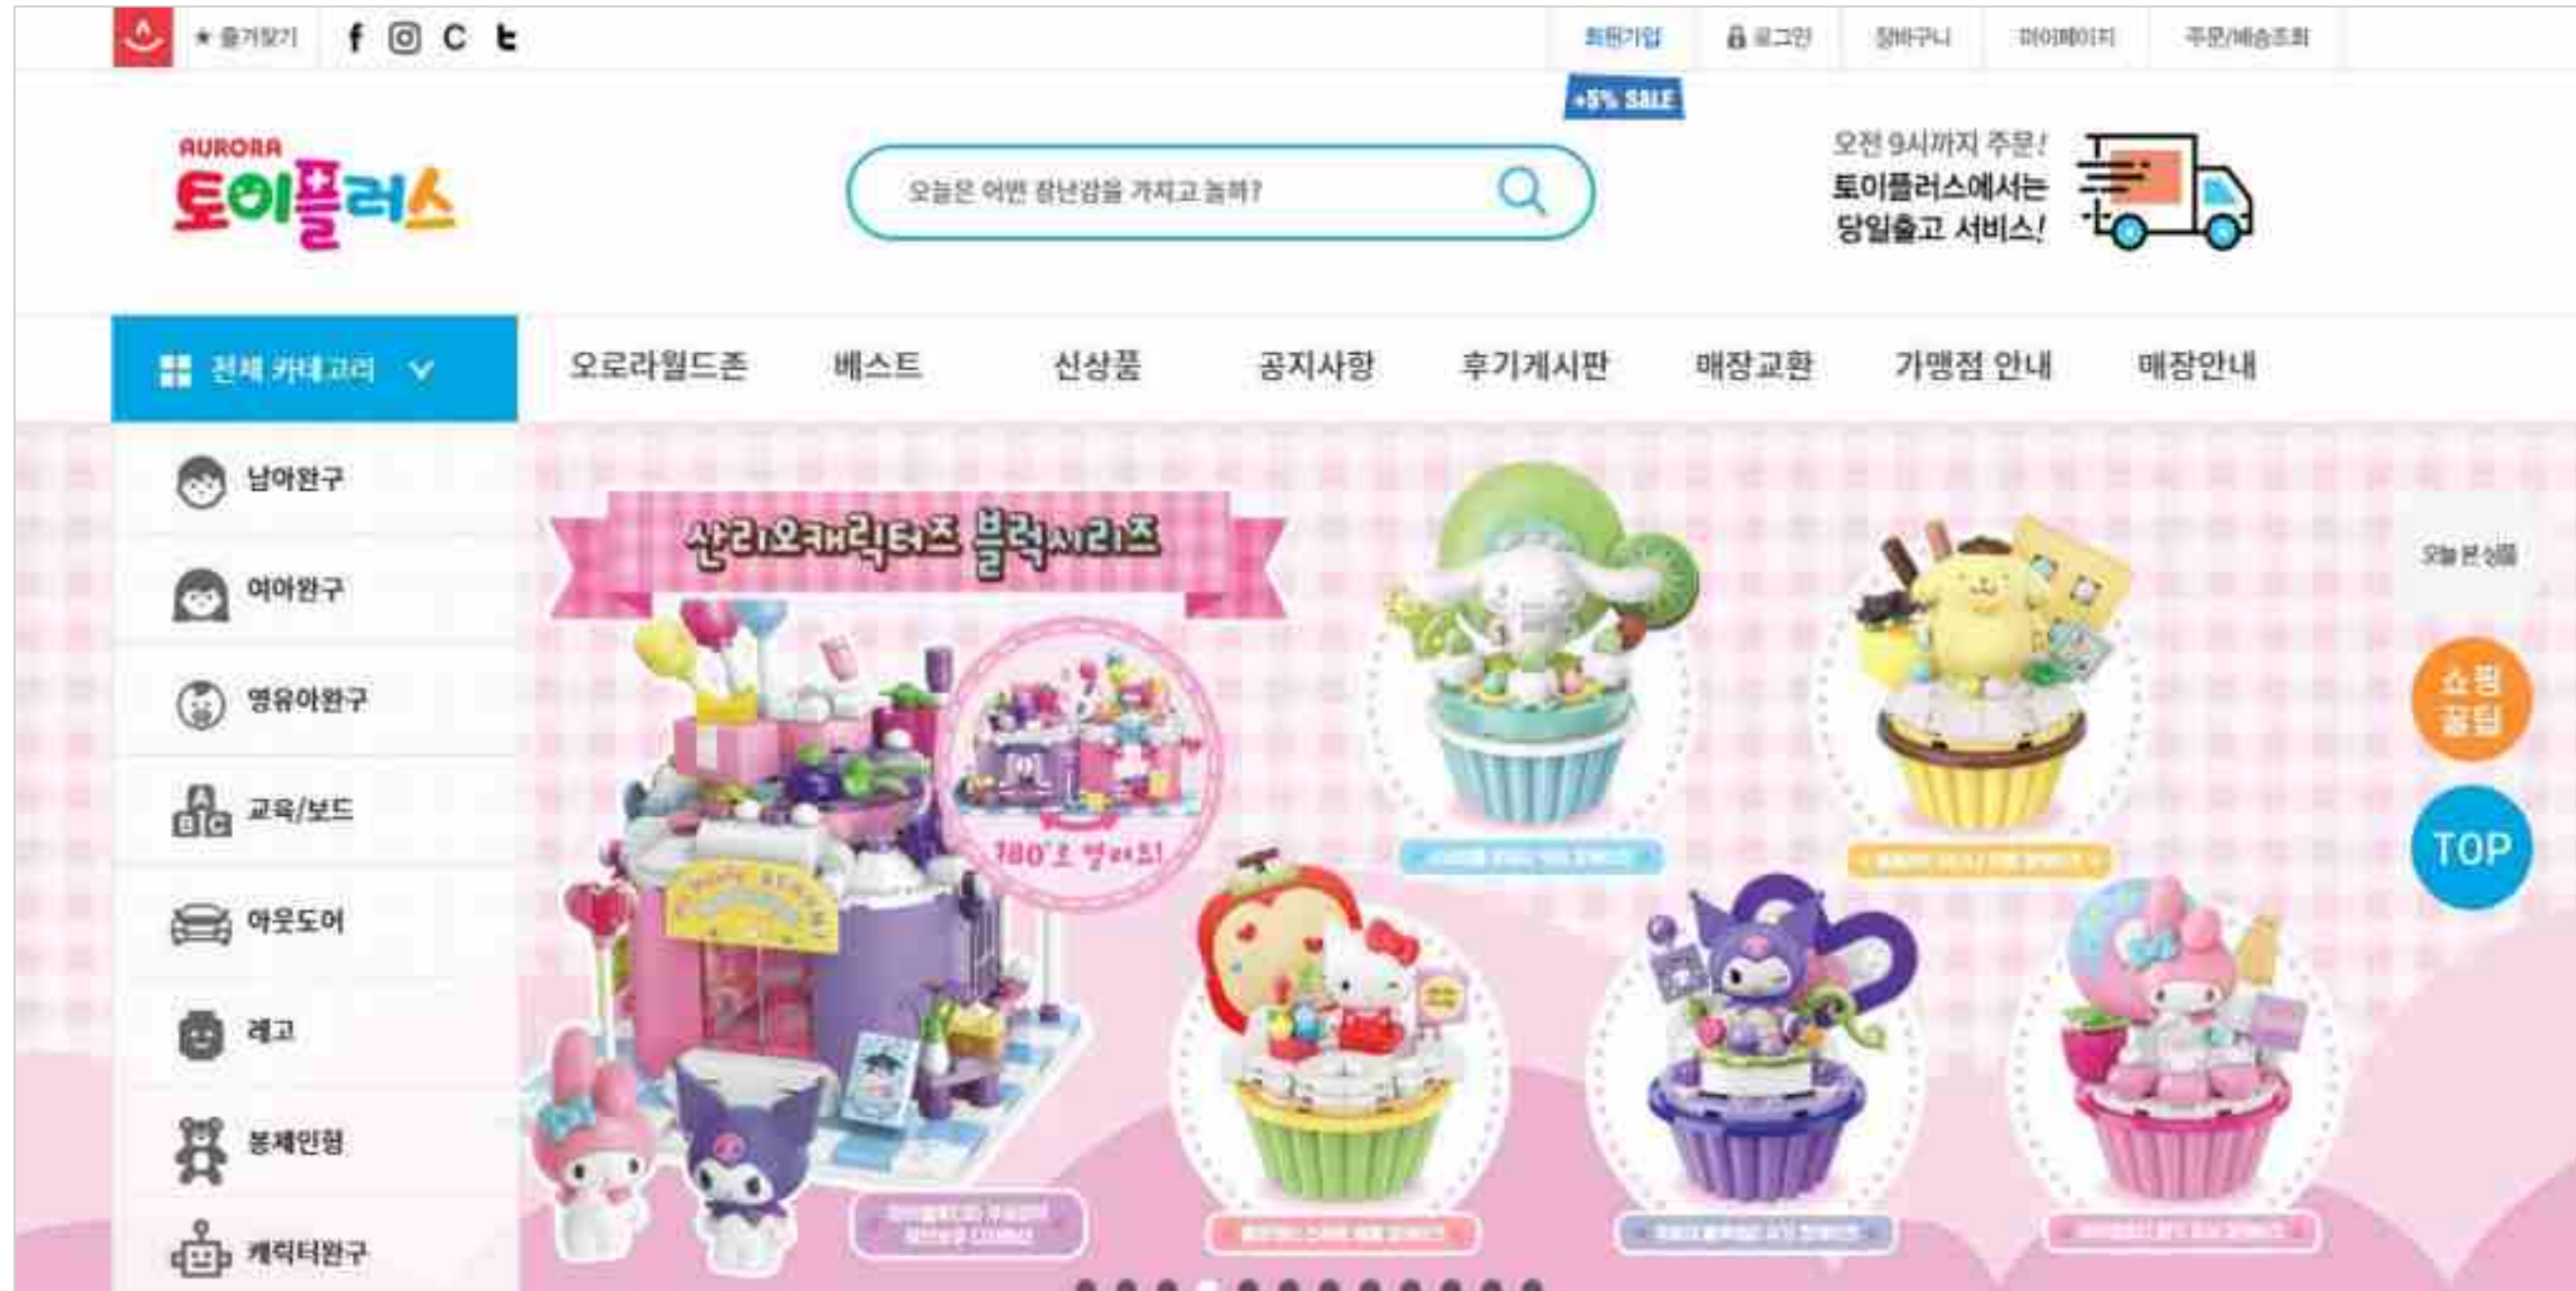 ★ 즐겨찾기
회원가입
로그인
장바구니
마이페이지
주문/배송조회
+5% SALE
AURORA
토이플러스
오늘은 어떤 장난감을 가지고 놀까?
오전 9시까지 주문!
토이플러스에서는
당일출고 서비스!
전체 카테고리
오로라월드존
베스트
신상품
공지사항
후기게시판
매장교환
가맹점 안내
매장안내
남아완구
여아완구
영유아완구
교육/보드
아웃도어
레고
봉제인형
캐릭터완구
산리오캐릭터즈 블럭시리즈
180°로 열려요!
오늘 본 상품
쇼핑
꿀팁
TOP